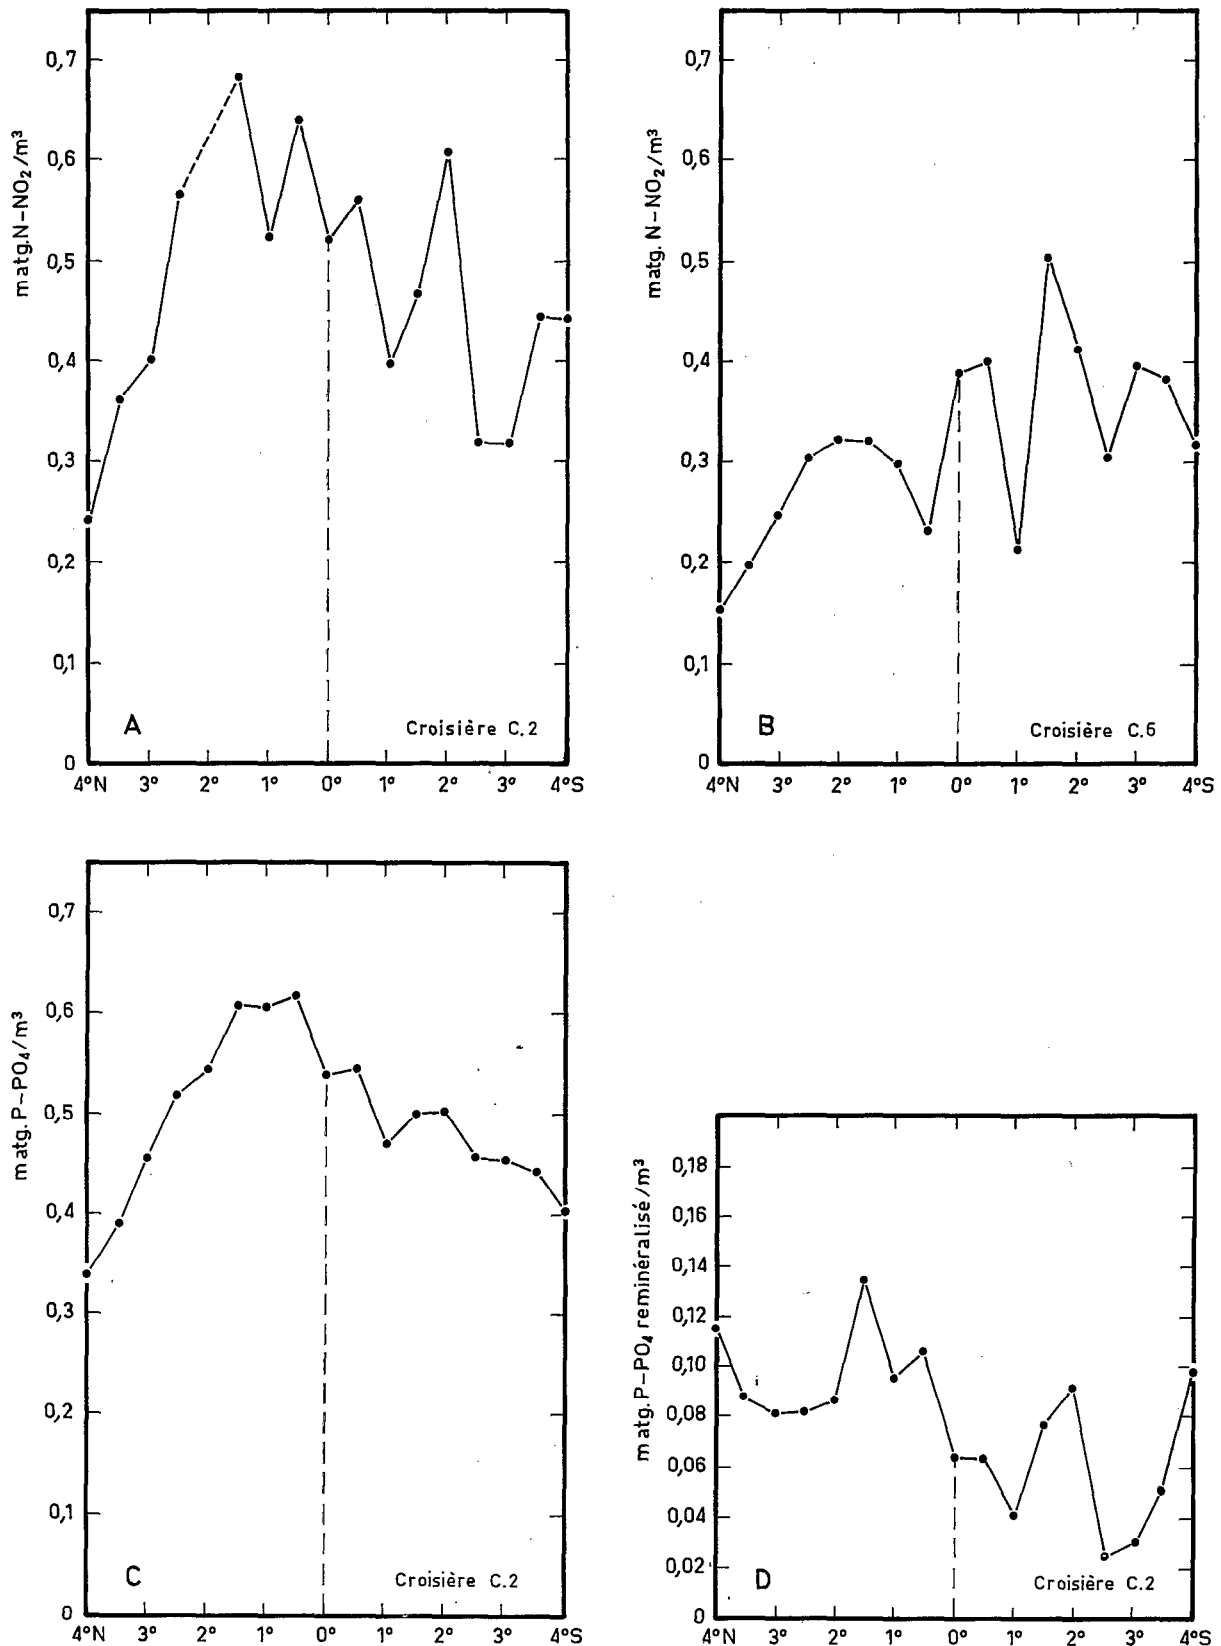 matg.N-NO₂/m³
0,7
0,6
0,5
0,4
0,3
0,2
0,1
0
A
Croisière C.2
4°N 3° 2° 1° 0° 1° 2° 3° 4°S
matg. N-NO₂/m³
0,7
0,6
0,5
0,4
0,3
0,2
0,1
0
B
Croisière C.6
4°N 3° 2° 1° 0° 1° 2° 3° 4°S
matg. P-PO₄/m³
0,7
0,6
0,5
0,4
0,3
0,2
0,1
0
C
Croisière C.2
4°N 3° 2° 1° 0° 1° 2° 3° 4°S
matg. P-PO₄ reminéralisé/m³
0,18
0,16
0,14
0,12
0,10
0,08
0,06
0,04
0,02
0
D
Croisière C.2
4°N 3° 2° 1° 0° 1° 2° 3° 4°S